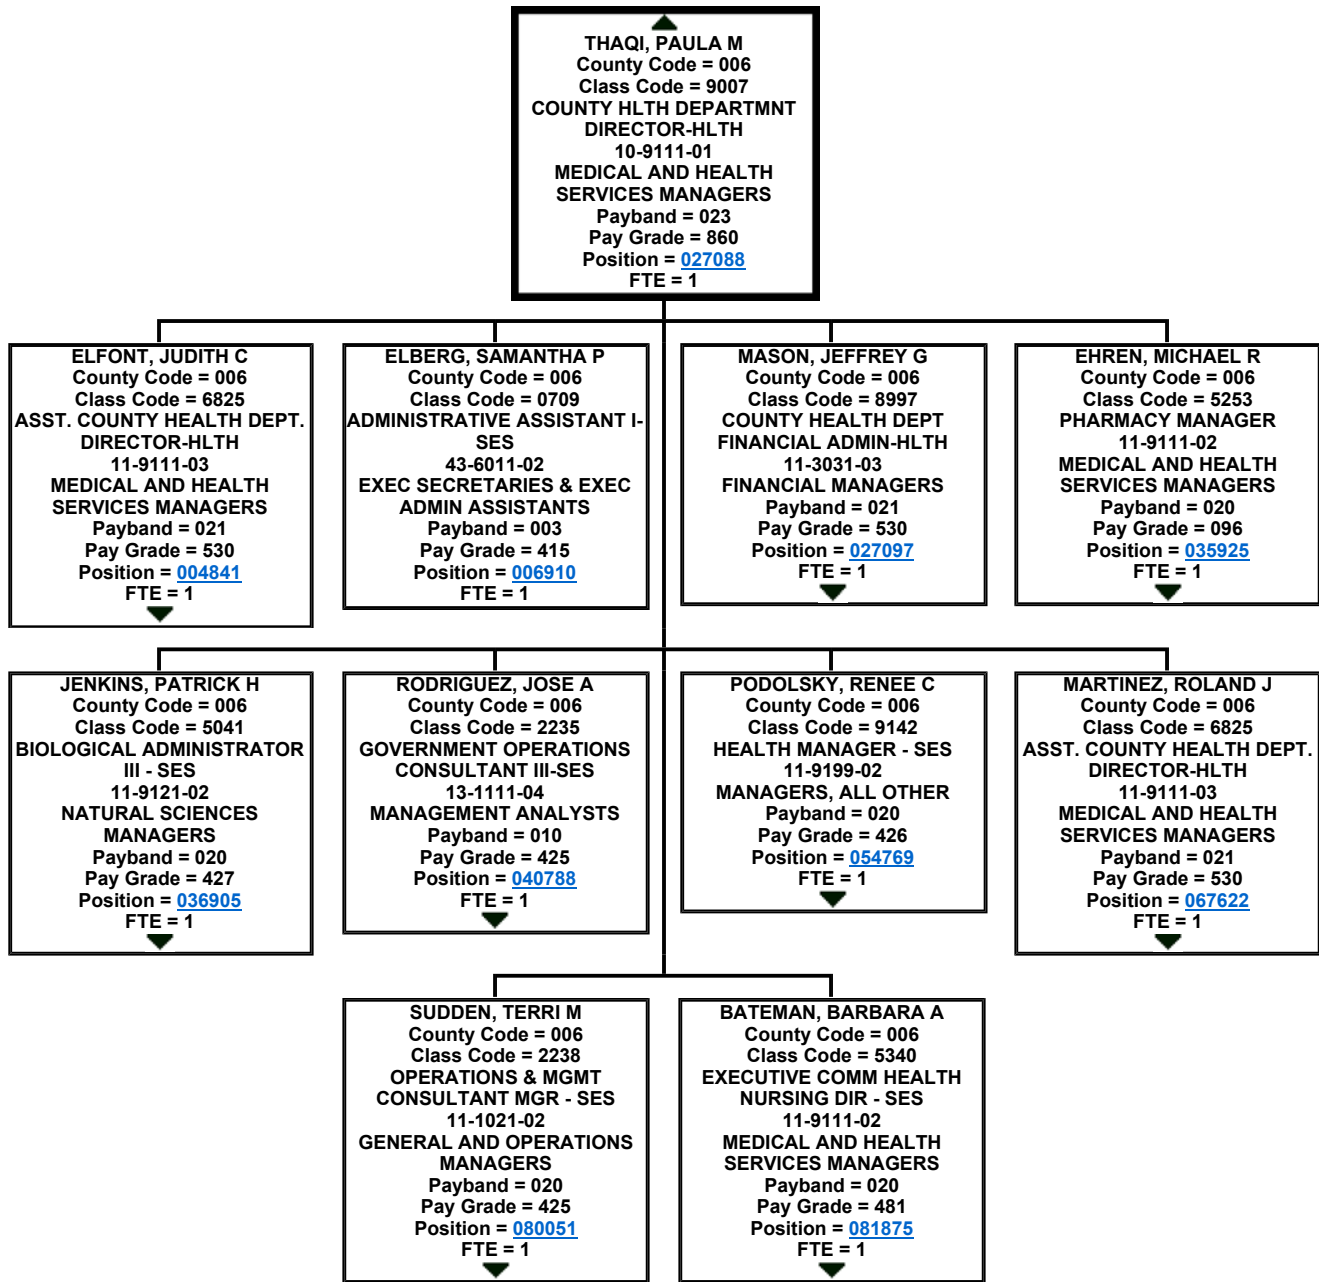 THAQI, PAULA M
County Code = 006
Class Code = 9007
COUNTY HLTH DEPARTMNT
DIRECTOR-HLTH
10-9111-01
MEDICAL AND HEALTH
SERVICES MANAGERS
Payband = 023
Pay Grade = 860
Position = 027088
FTE = 1
ELFONT, JUDITH C
County Code = 006
Class Code = 6825
ASST. COUNTY HEALTH DEPT.
DIRECTOR-HLTH
11-9111-03
MEDICAL AND HEALTH
SERVICES MANAGERS
Payband = 021
Pay Grade = 530
Position = 004841
FTE = 1
ELBERG, SAMANTHA P
County Code = 006
Class Code = 0709
ADMINISTRATIVE ASSISTANT I-
SES
43-6011-02
EXEC SECRETARIES & EXEC
ADMIN ASSISTANTS
Payband = 003
Pay Grade = 415
Position = 006910
FTE = 1
MASON, JEFFREY G
County Code = 006
Class Code = 8997
COUNTY HEALTH DEPT
FINANCIAL ADMIN-HLTH
11-3031-03
FINANCIAL MANAGERS
Payband = 021
Pay Grade = 530
Position = 027097
FTE = 1
EHREN, MICHAEL R
County Code = 006
Class Code = 5253
PHARMACY MANAGER
11-9111-02
MEDICAL AND HEALTH
SERVICES MANAGERS
Payband = 020
Pay Grade = 096
Position = 035925
FTE = 1
JENKINS, PATRICK H
County Code = 006
Class Code = 5041
BIOLOGICAL ADMINISTRATOR
III - SES
11-9121-02
NATURAL SCIENCES
MANAGERS
Payband = 020
Pay Grade = 427
Position = 036905
FTE = 1
RODRIGUEZ, JOSE A
County Code = 006
Class Code = 2235
GOVERNMENT OPERATIONS
CONSULTANT III-SES
13-1111-04
MANAGEMENT ANALYSTS
Payband = 010
Pay Grade = 425
Position = 040788
FTE = 1
PODOLSKY, RENEE C
County Code = 006
Class Code = 9142
HEALTH MANAGER - SES
11-9199-02
MANAGERS, ALL OTHER
Payband = 020
Pay Grade = 426
Position = 054769
FTE = 1
MARTINEZ, ROLAND J
County Code = 006
Class Code = 6825
ASST. COUNTY HEALTH DEPT.
DIRECTOR-HLTH
11-9111-03
MEDICAL AND HEALTH
SERVICES MANAGERS
Payband = 021
Pay Grade = 530
Position = 067622
FTE = 1
SUDDEN, TERRI M
County Code = 006
Class Code = 2238
OPERATIONS & MGMT
CONSULTANT MGR - SES
11-1021-02
GENERAL AND OPERATIONS
MANAGERS
Payband = 020
Pay Grade = 425
Position = 080051
FTE = 1
BATEMAN, BARBARA A
County Code = 006
Class Code = 5340
EXECUTIVE COMM HEALTH
NURSING DIR - SES
11-9111-02
MEDICAL AND HEALTH
SERVICES MANAGERS
Payband = 020
Pay Grade = 481
Position = 081875
FTE = 1